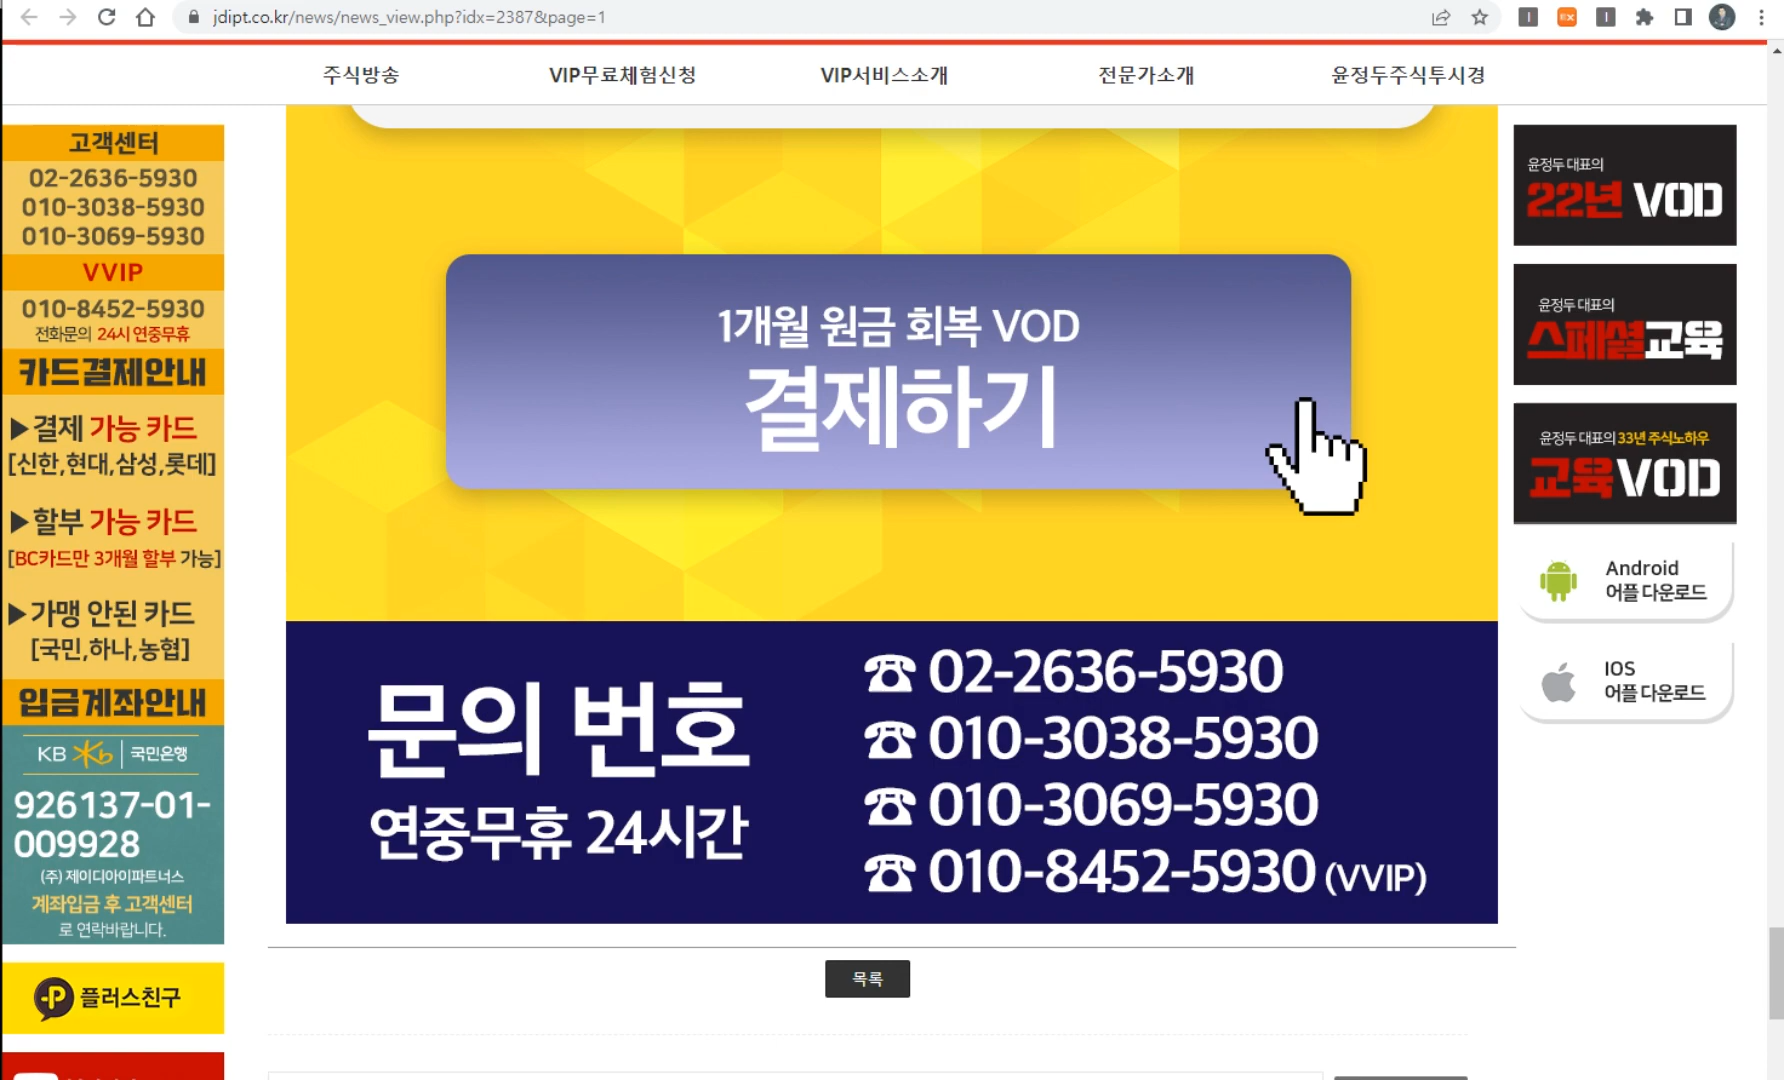 jdipt.co.kr/news/news_view.php?idx=2387&page=1
주식방송
VIP무료체험신청
VIP서비스소개
전문가소개
윤정두주식투시경
고객센터
02-2636-5930
010-3038-5930
010-3069-5930
VVIP
010-8452-5930
전화문의 24시 연중무휴
카드결제안내
▶결제 가능 카드
[신한,현대,삼성,롯데]
▶할부 가능 카드
[BC카드만 3개월 할부 가능]
▶가맹 안된 카드
[국민,하나,농협]
입금계좌안내
KB 국민은행
926137-01-
009928
(주) 제이디아이파트너스
계좌입금 후 고객센터
로 연락바랍니다.
플러스친구
1개월 원금 회복 VOD
결제하기
문의 번호
연중무휴 24시간
☎ 02-2636-5930
☎ 010-3038-5930
☎ 010-3069-5930
☎ 010-8452-5930 (VVIP)
목록
윤정두 대표의
22년 VOD
윤정두 대표의
스페셜교육
윤정두 대표의 33년 주식노하우
교육VOD
Android
어플 다운로드
IOS
어플 다운로드